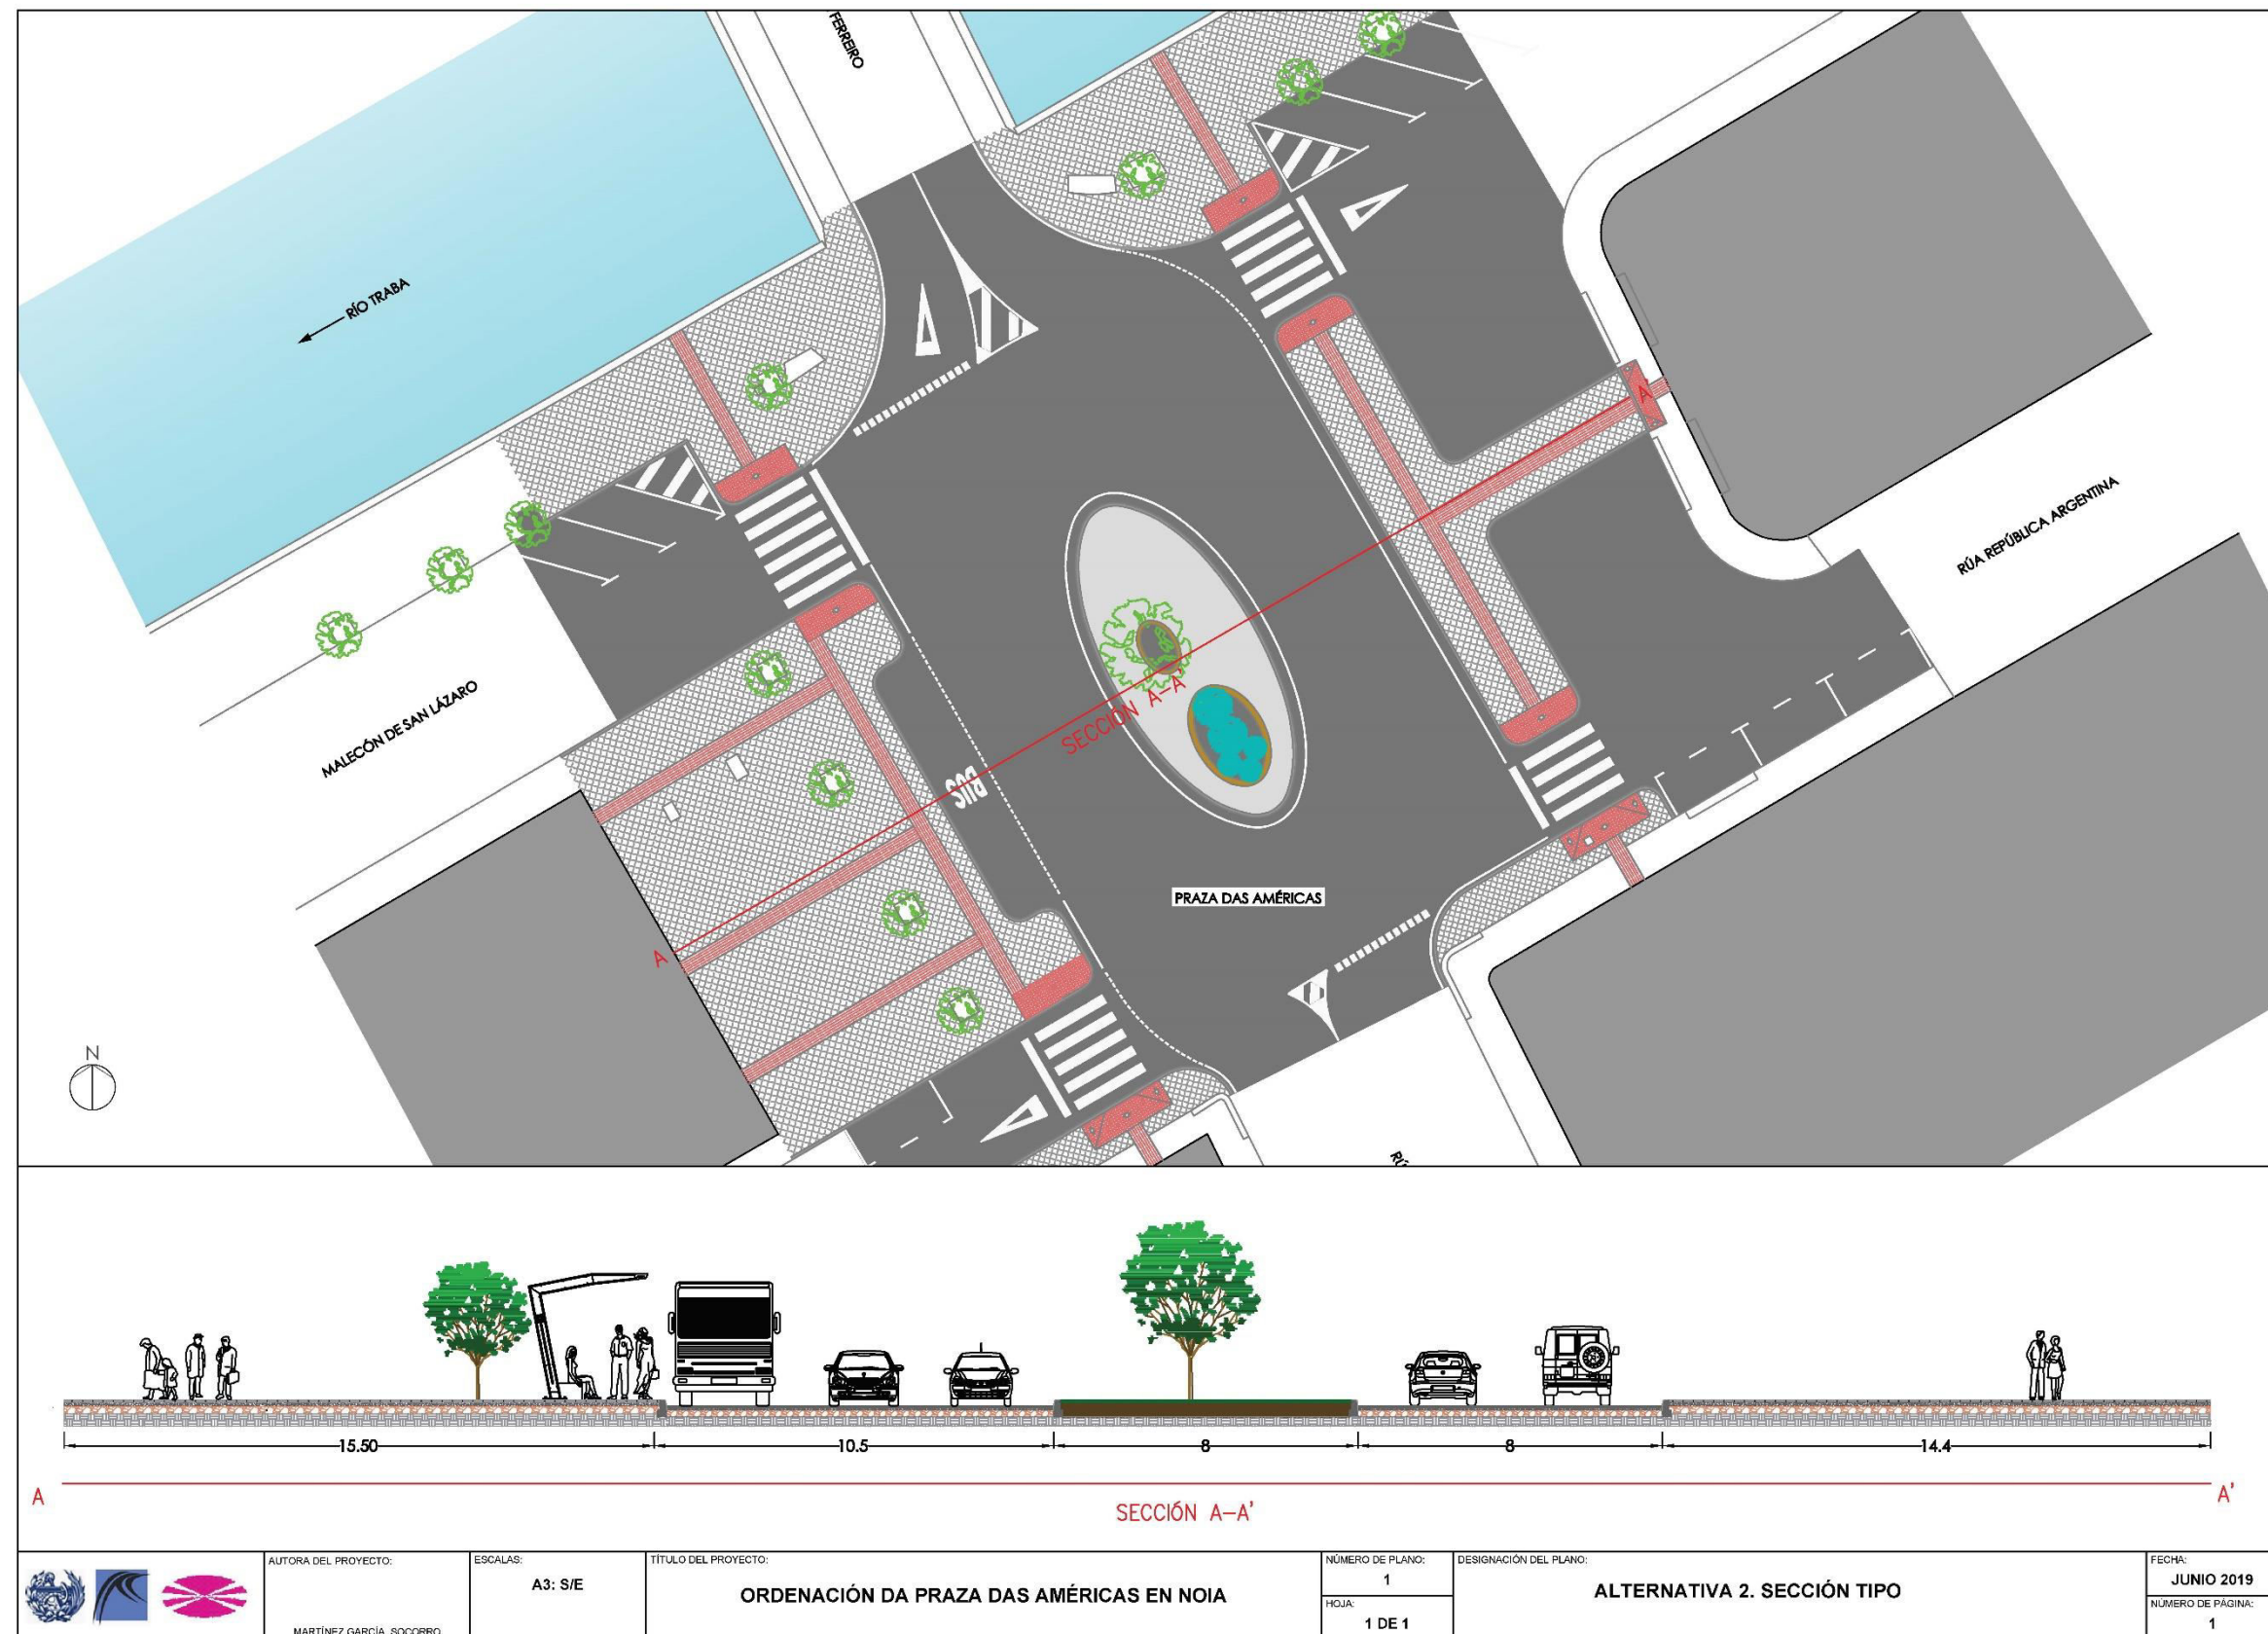 FERREIRO
RÍO TRABA
MALECÓN DE SAN LÁZARO
RÚA REPÚBLICA ARGENTINA
A'
SECCIÓN A-A'
BUS
PRAZA DAS AMÉRICAS
A
N
15.50
10.5
8
8
14.4
A
A'
SECCIÓN A-A'
AUTORA DEL PROYECTO:
MARTÍNEZ GARCÍA, SOCORRO
ESCALAS:
A3: S/E
TÍTULO DEL PROYECTO:
ORDENACIÓN DA PRAZA DAS AMÉRICAS EN NOIA
NÚMERO DE PLANO:
1
HOJA:
1 DE 1
DESIGNACIÓN DEL PLANO:
ALTERNATIVA 2. SECCIÓN TIPO
FECHA:
JUNIO 2019
NÚMERO DE PÁGINA:
1